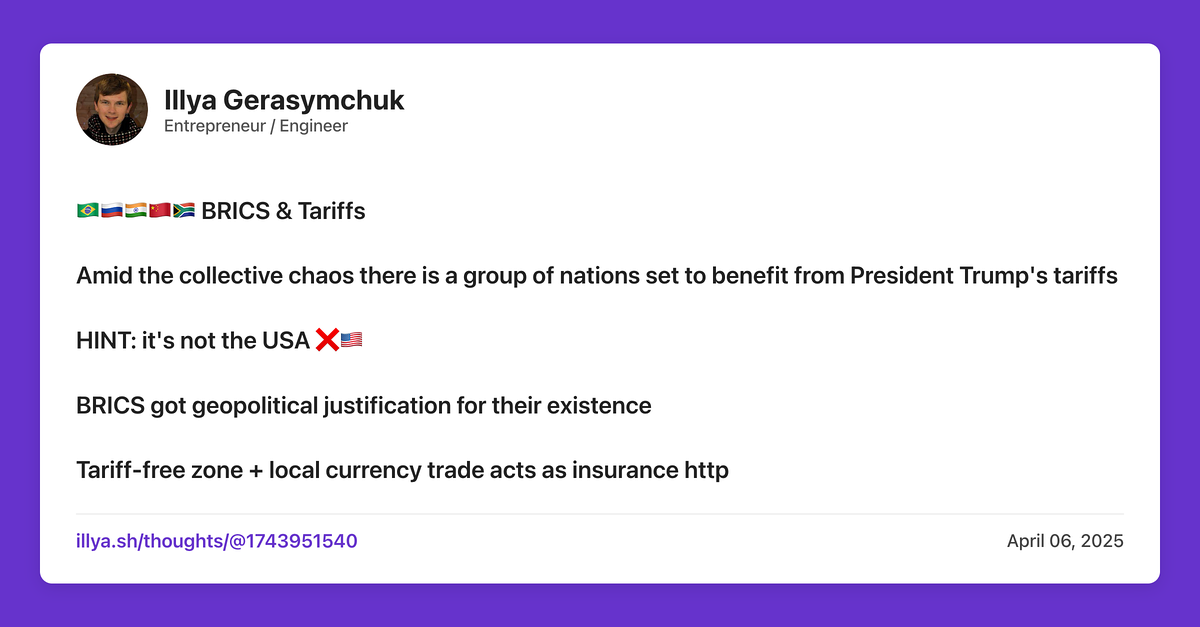 Illya Gerasymchuk
Entrepreneur / Engineer
🇧🇷🇷🇺🇮🇳🇨🇳🇿🇦 BRICS & Tariffs
Amid the collective chaos there is a group of nations set to benefit from President Trump's tariffs
HINT: it's not the USA ❌🇺🇸
BRICS got geopolitical justification for their existence
Tariff-free zone + local currency trade acts as insurance http
illya.sh/thoughts/@1743951540
April 06, 2025